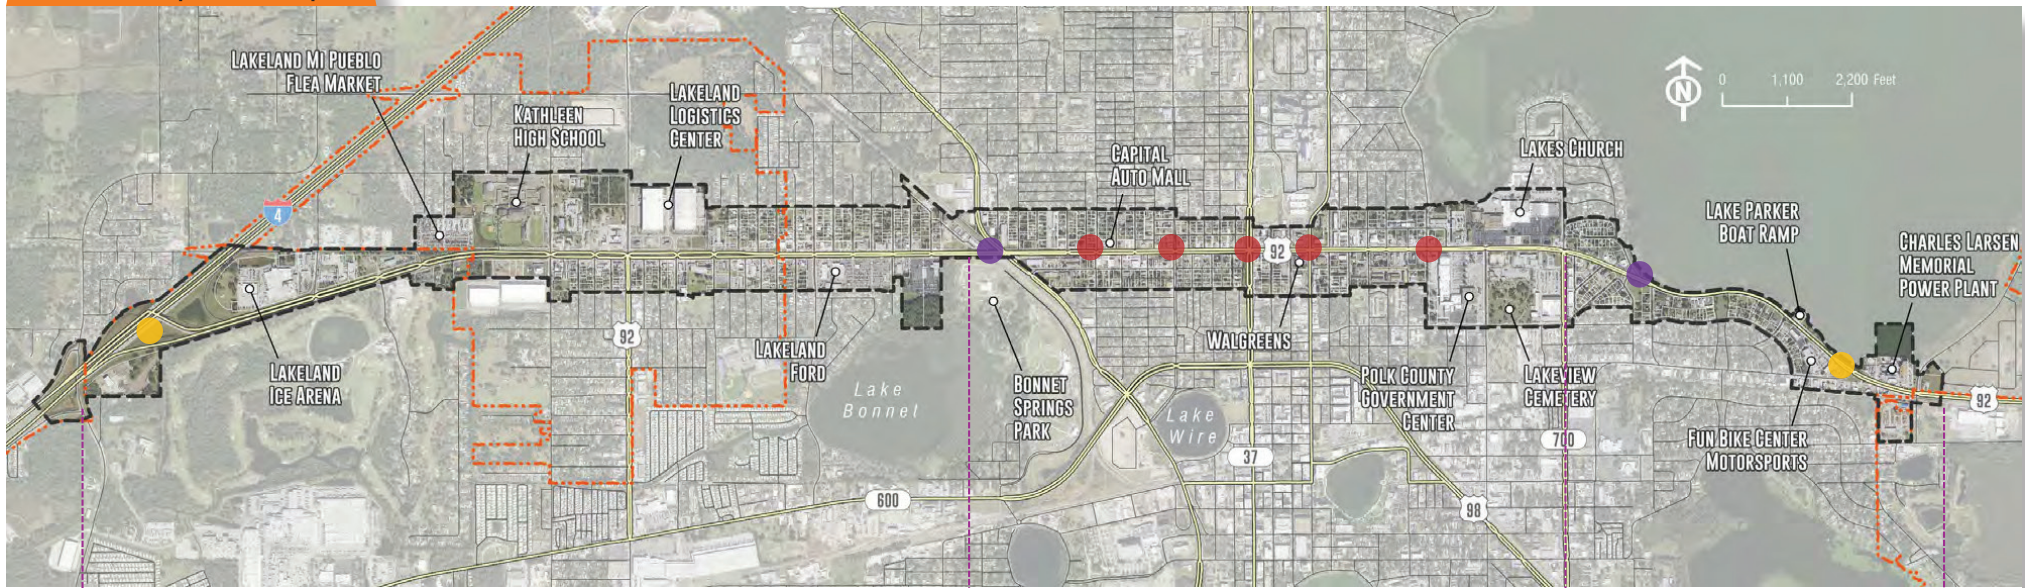 LAKELAND MI PUEBLO
FLEA MARKET
KATHLEEN
HIGH SCHOOL
LAKELAND
LOGISTICS
CENTER
4
CAPITAL
AUTO MALL
LAKES CHURCH
N
0 1,100 2,200 Feet
LAKE PARKER
BOAT RAMP
CHARLES LARSEN
MEMORIAL
POWER PLANT
92
92
LAKELAND
ICE ARENA
LAKELAND
FORD
Lake
Bonnet
BONNET
SPRINGS
PARK
Lake
Wire
WALGREENS
POLK COUNTY
GOVERNMENT
CENTER
LAKEVIEW
CEMETERY
92
FUN BIKE CENTER
MOTORSPORTS
700
37
600
98